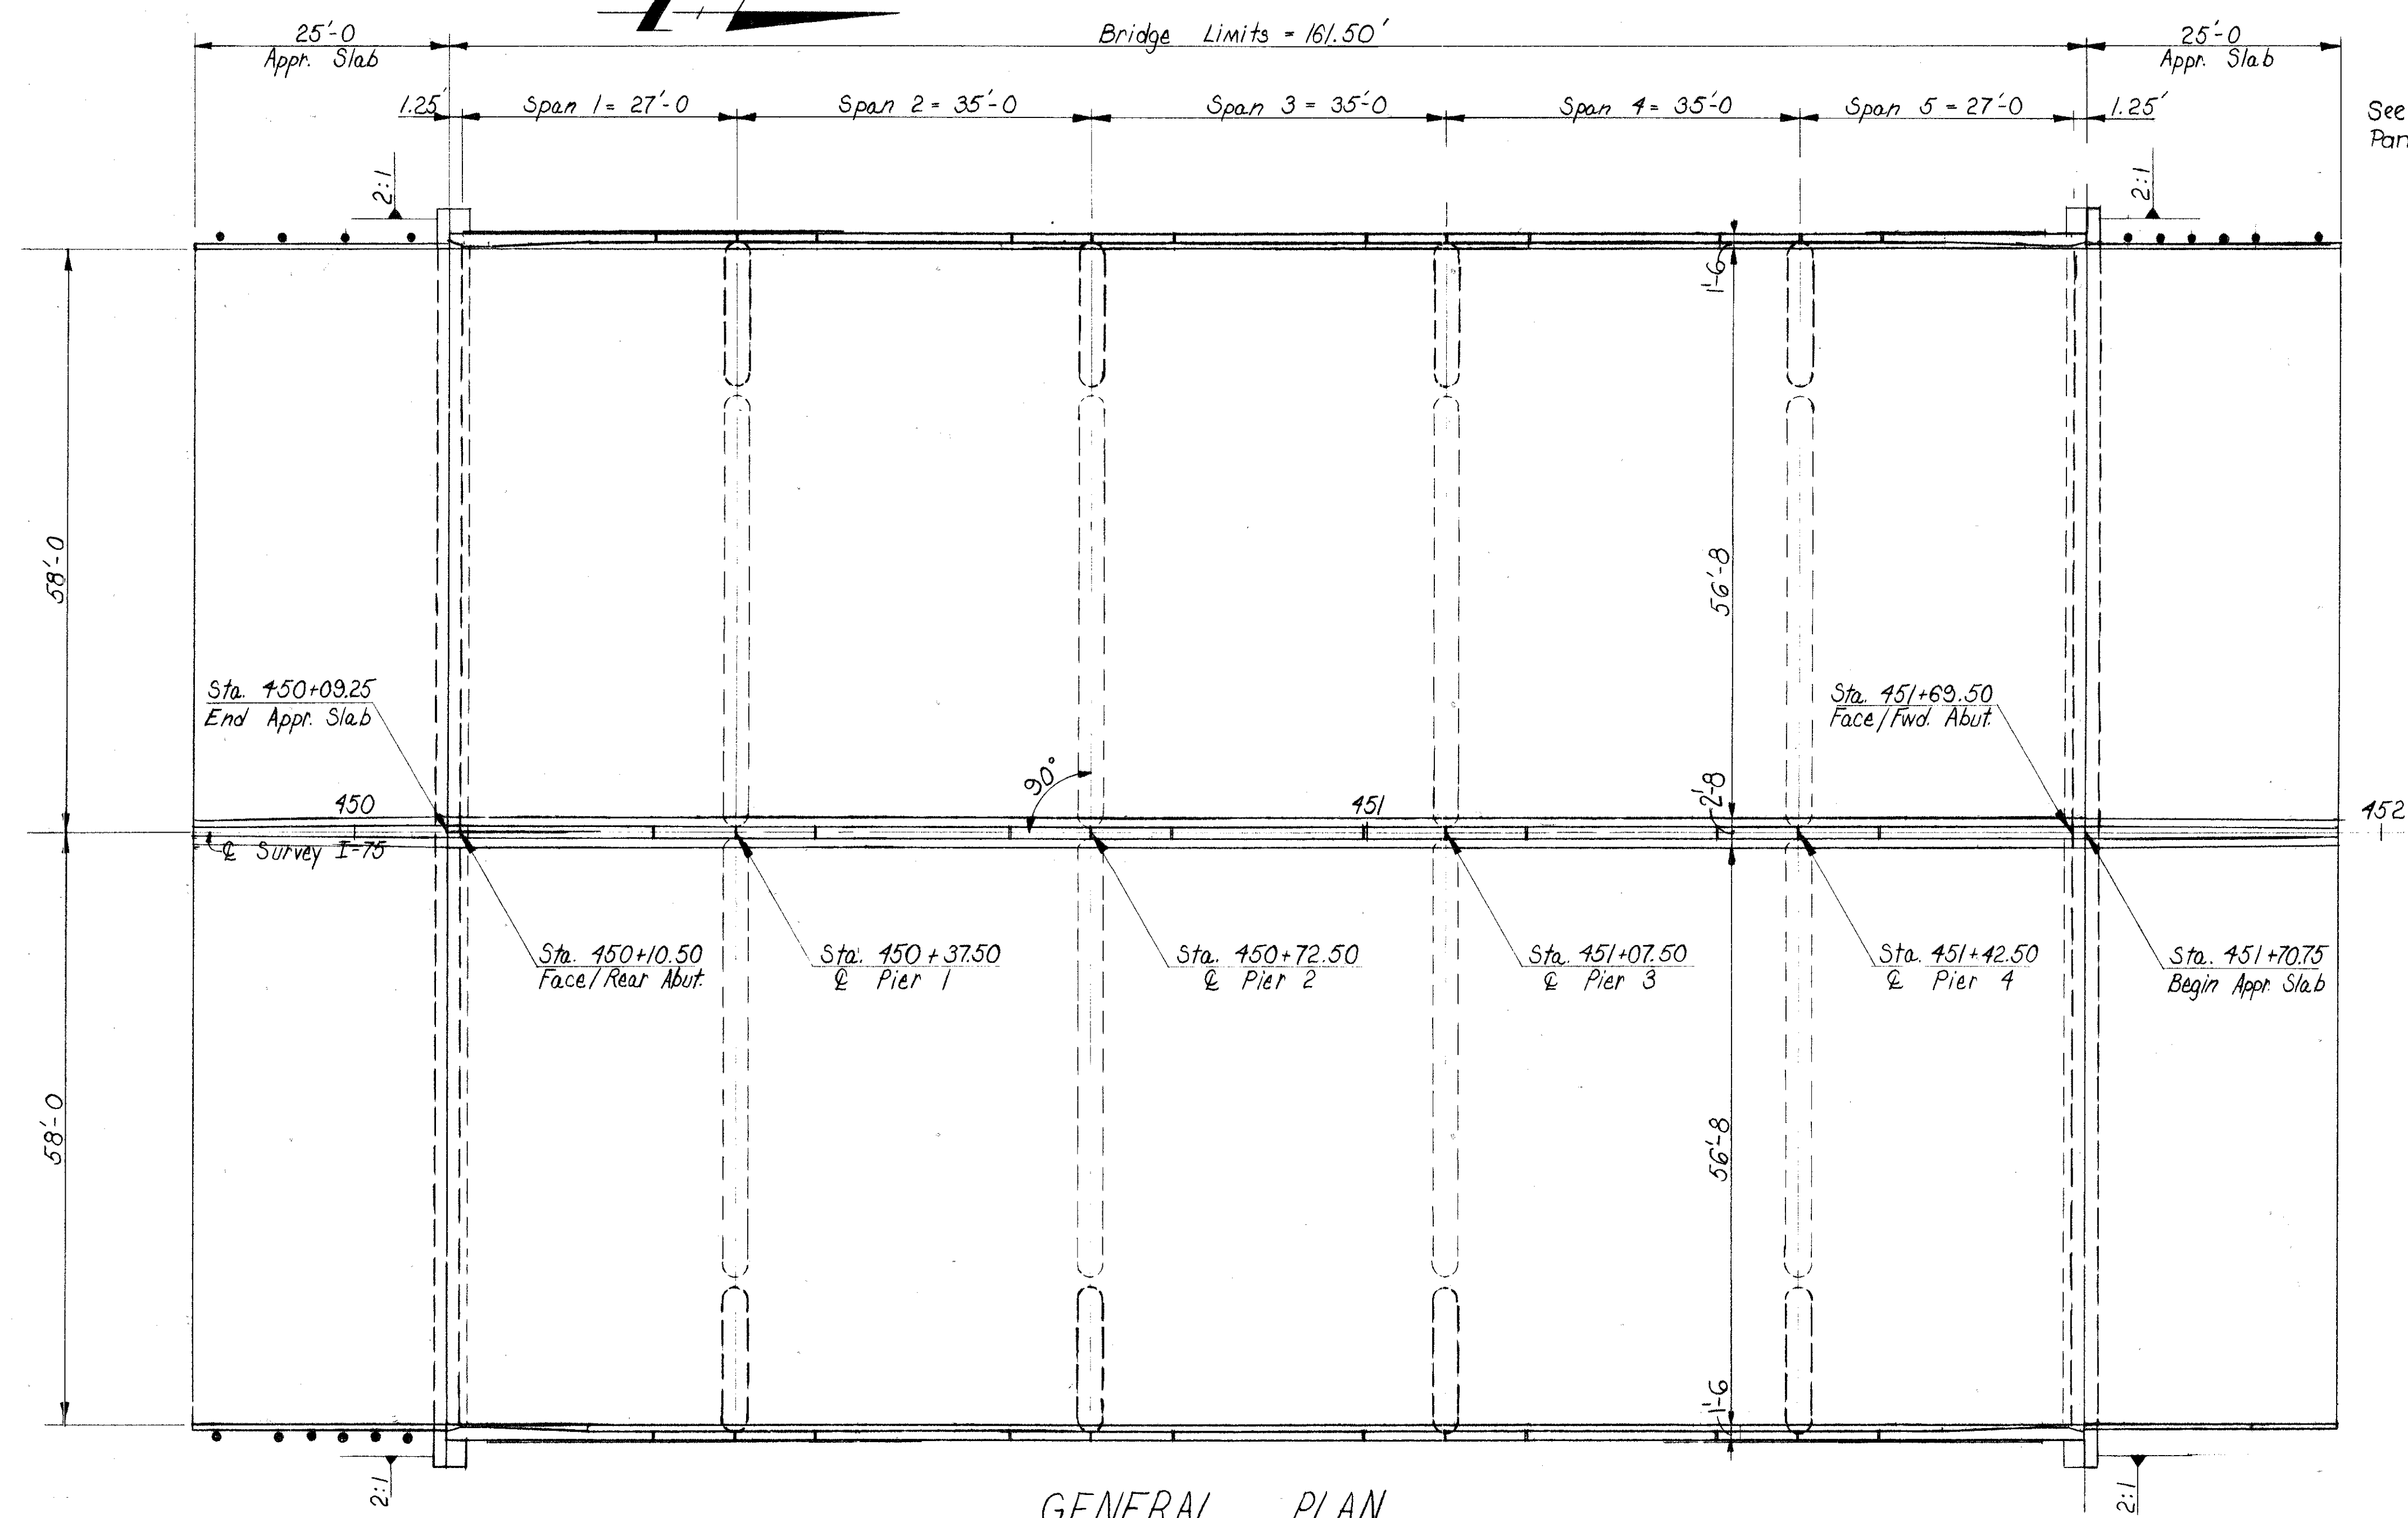 25'-0
Appr. Slab
Bridge Limits = 161.50'
25'-0
Appr. Slab
1.25'
Span 1 = 27'-0
Span 2 = 35'-0
Span 3 = 35'-0
Span 4 = 35'-0
Span 5 = 27'-0
1.25'
See
2:1
2:1
1'-6
58'-0
56'-8
Sta. 450+09.25
End Appr. Slab
Sta. 451+69.50
Face/Fwd. Abut.
90°
2'-8
450
451
452
℄ Survey I-75
Sta. 450+10.50
Face/Rear Abut.
Sta. 450+37.50
℄ Pier 1
Sta. 450+72.50
℄ Pier 2
Sta. 451+07.50
℄ Pier 3
Sta. 451+42.50
℄ Pier 4
Sta. 451+70.75
Begin Appr. Slab
58'-0
56'-8
1'-6
2:1
2:1
GENERAL PLAN